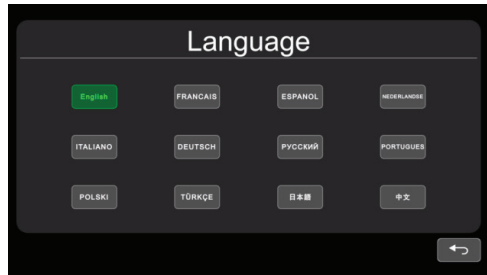 Language
English FRANCAIS ESPANOL NEDERLANDSE
ITALIANO DEUTSCH РУССКИЙ PORTUGUES
POLSKI TÜRKÇE 日本語 中文